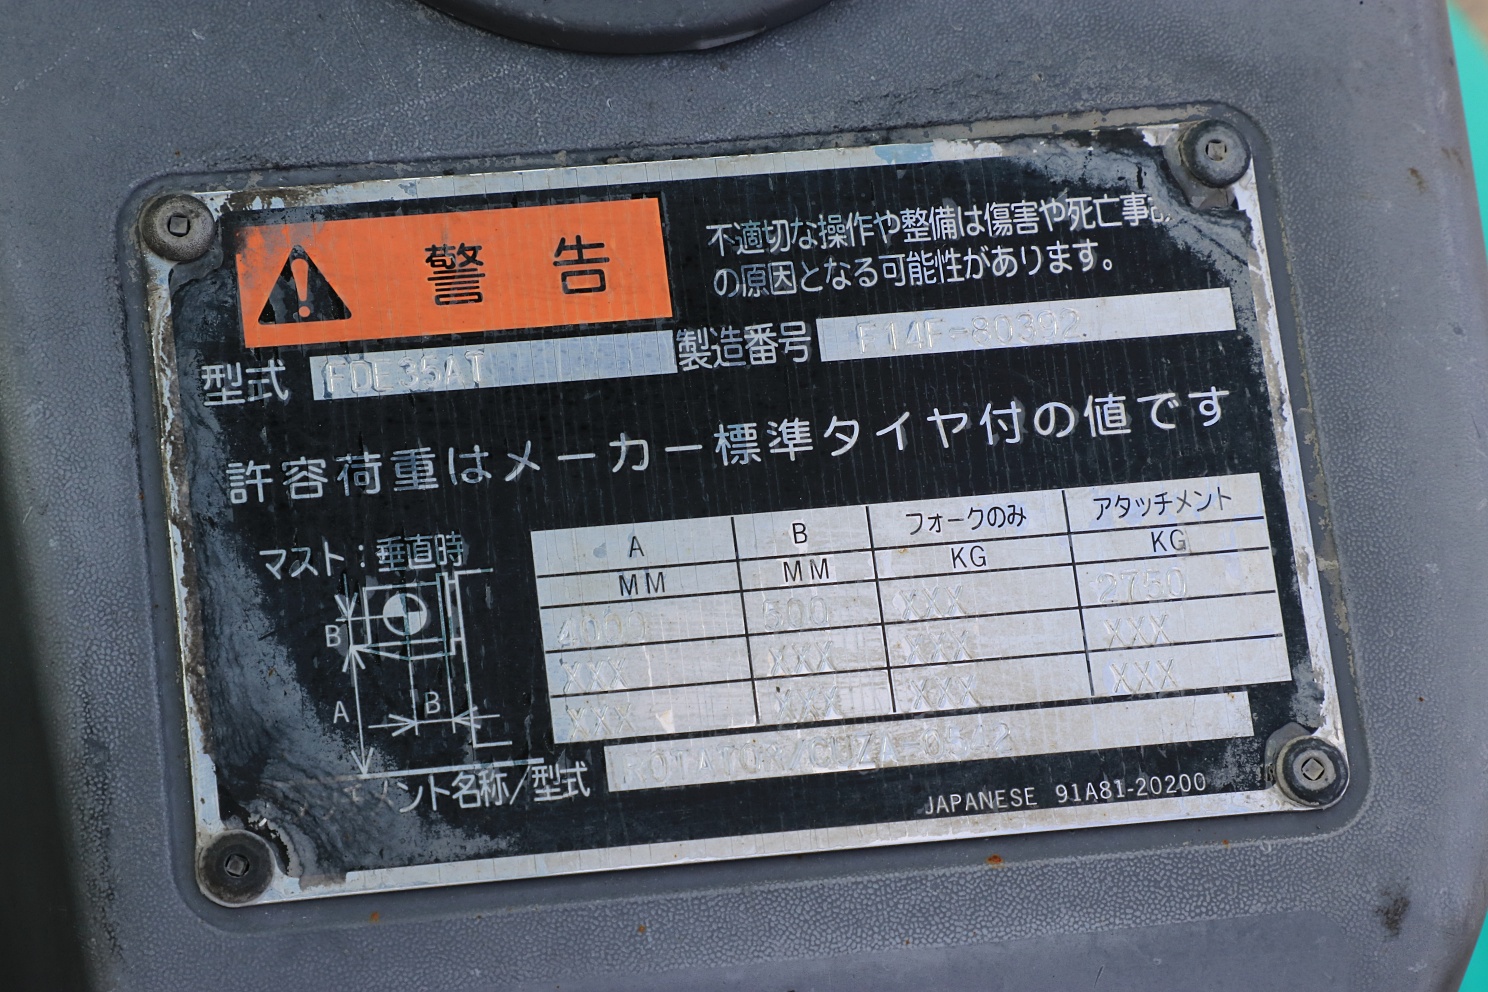 警告
不適切な操作や整備は傷害や死亡事
の原因となる可能性があります。
型式 FDE35AT 製造番号 F14F-80392
許容荷重はメーカー標準タイヤ付の値です
マスト:垂直時
B
A
B
A B フォークのみ アタッチメント
MM MM KG KG
4000 500 XXX 2750
XXX XXX XXX XXX
XXX XXX XXX XXX
メント名称/型式 ROTATOR/
JAPANESE 91A81-20200